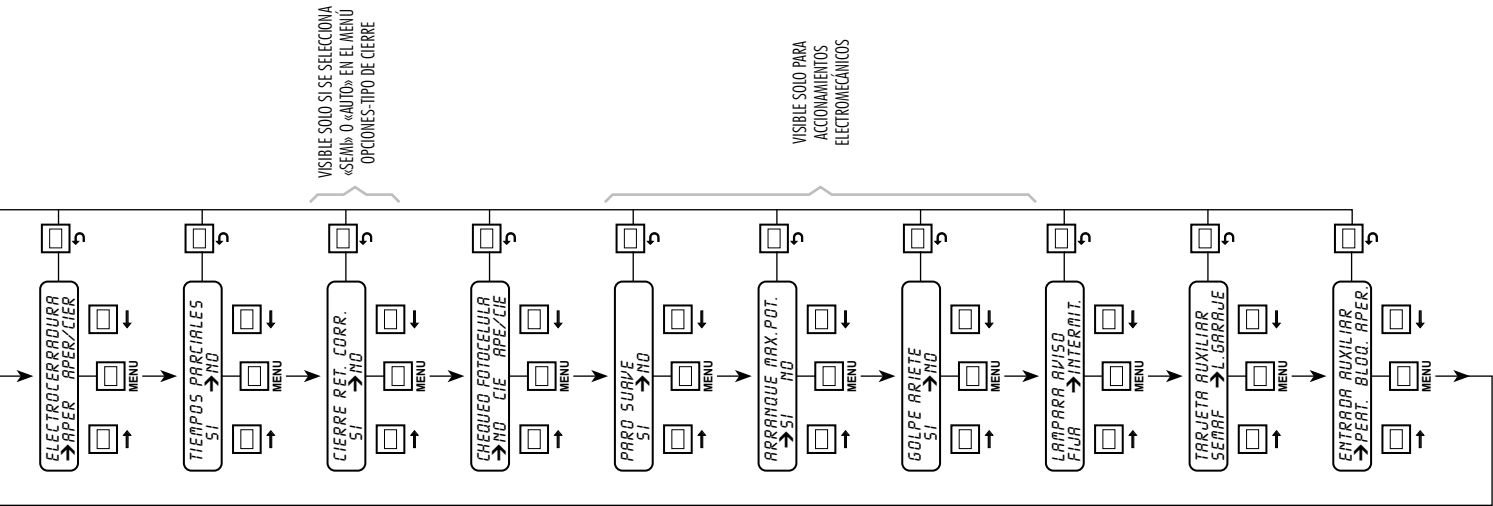 VISIBLE SOLO SI SE SELECCIONA
«SEMI» O «AUTO» EN EL MENÚ
OPCIONES-TIPO DE CIERRE
VISIBLE SOLO PARA
ACCIONAMIENTOS
ELECTROMECÁNICOS
ELECTROCERRADURA
→APER APER/CIER
MENU
TIEMPOS PARCIALES
SI →NO
MENU
CIERRE RET. CORR.
SI →NO
MENU
CHEQUEO FOTOCELULA
→NO CIE APE/CIE
MENU
PARO SUAVE
SI →NO
MENU
ARRANQUE MAX.POT.
→SI NO
MENU
GOLPE ARIETE
SI →NO
MENU
LAMPARA AVISO
FIJA →INTERMIT.
MENU
TARJETA AUXILIAR
SEMAF →L.GARAJE
MENU
ENTRADA AUXILIAR
→PEAT. BLOQ. APER.
MENU